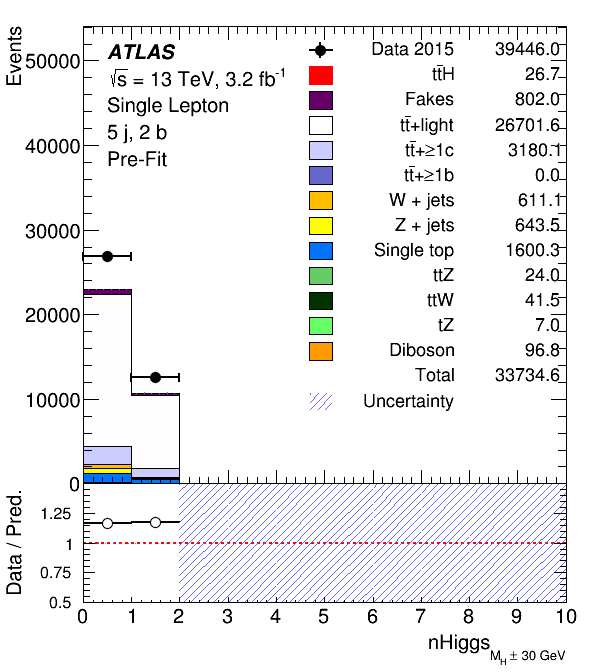 Events
50000
40000
30000
20000
10000
0
ATLAS
√s = 13 TeV, 3.2 fb⁻¹
Single Lepton
5 j, 2 b
Pre-Fit
Data 2015 39446.0
tt̄H 26.7
Fakes 802.0
tt̄+light 26701.6
tt̄+≥1c 3180.1
tt̄+≥1b 0.0
W + jets 611.1
Z + jets 643.5
Single top 1600.3
ttZ 24.0
ttW 41.5
tZ 7.0
Diboson 96.8
Total 33734.6
Uncertainty
Data / Pred.
1.25
1
0.75
0.5
0 1 2 3 4 5 6 7 8 9 10
nHiggs M_H ± 30 GeV